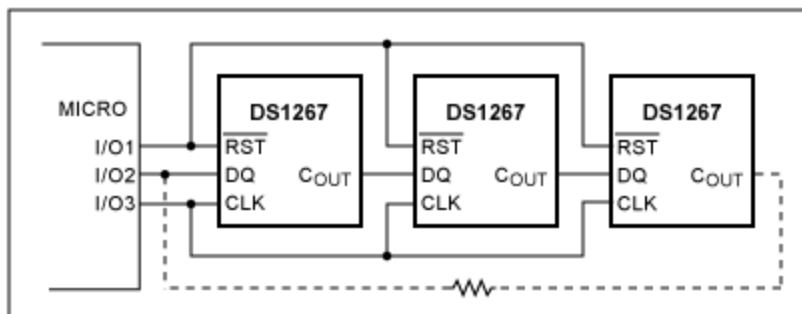 MICRO
I/O1
I/O2
I/O3
DS1267
RST
DQ COUT
CLK
DS1267
RST
DQ COUT
CLK
DS1267
RST
DQ COUT
CLK